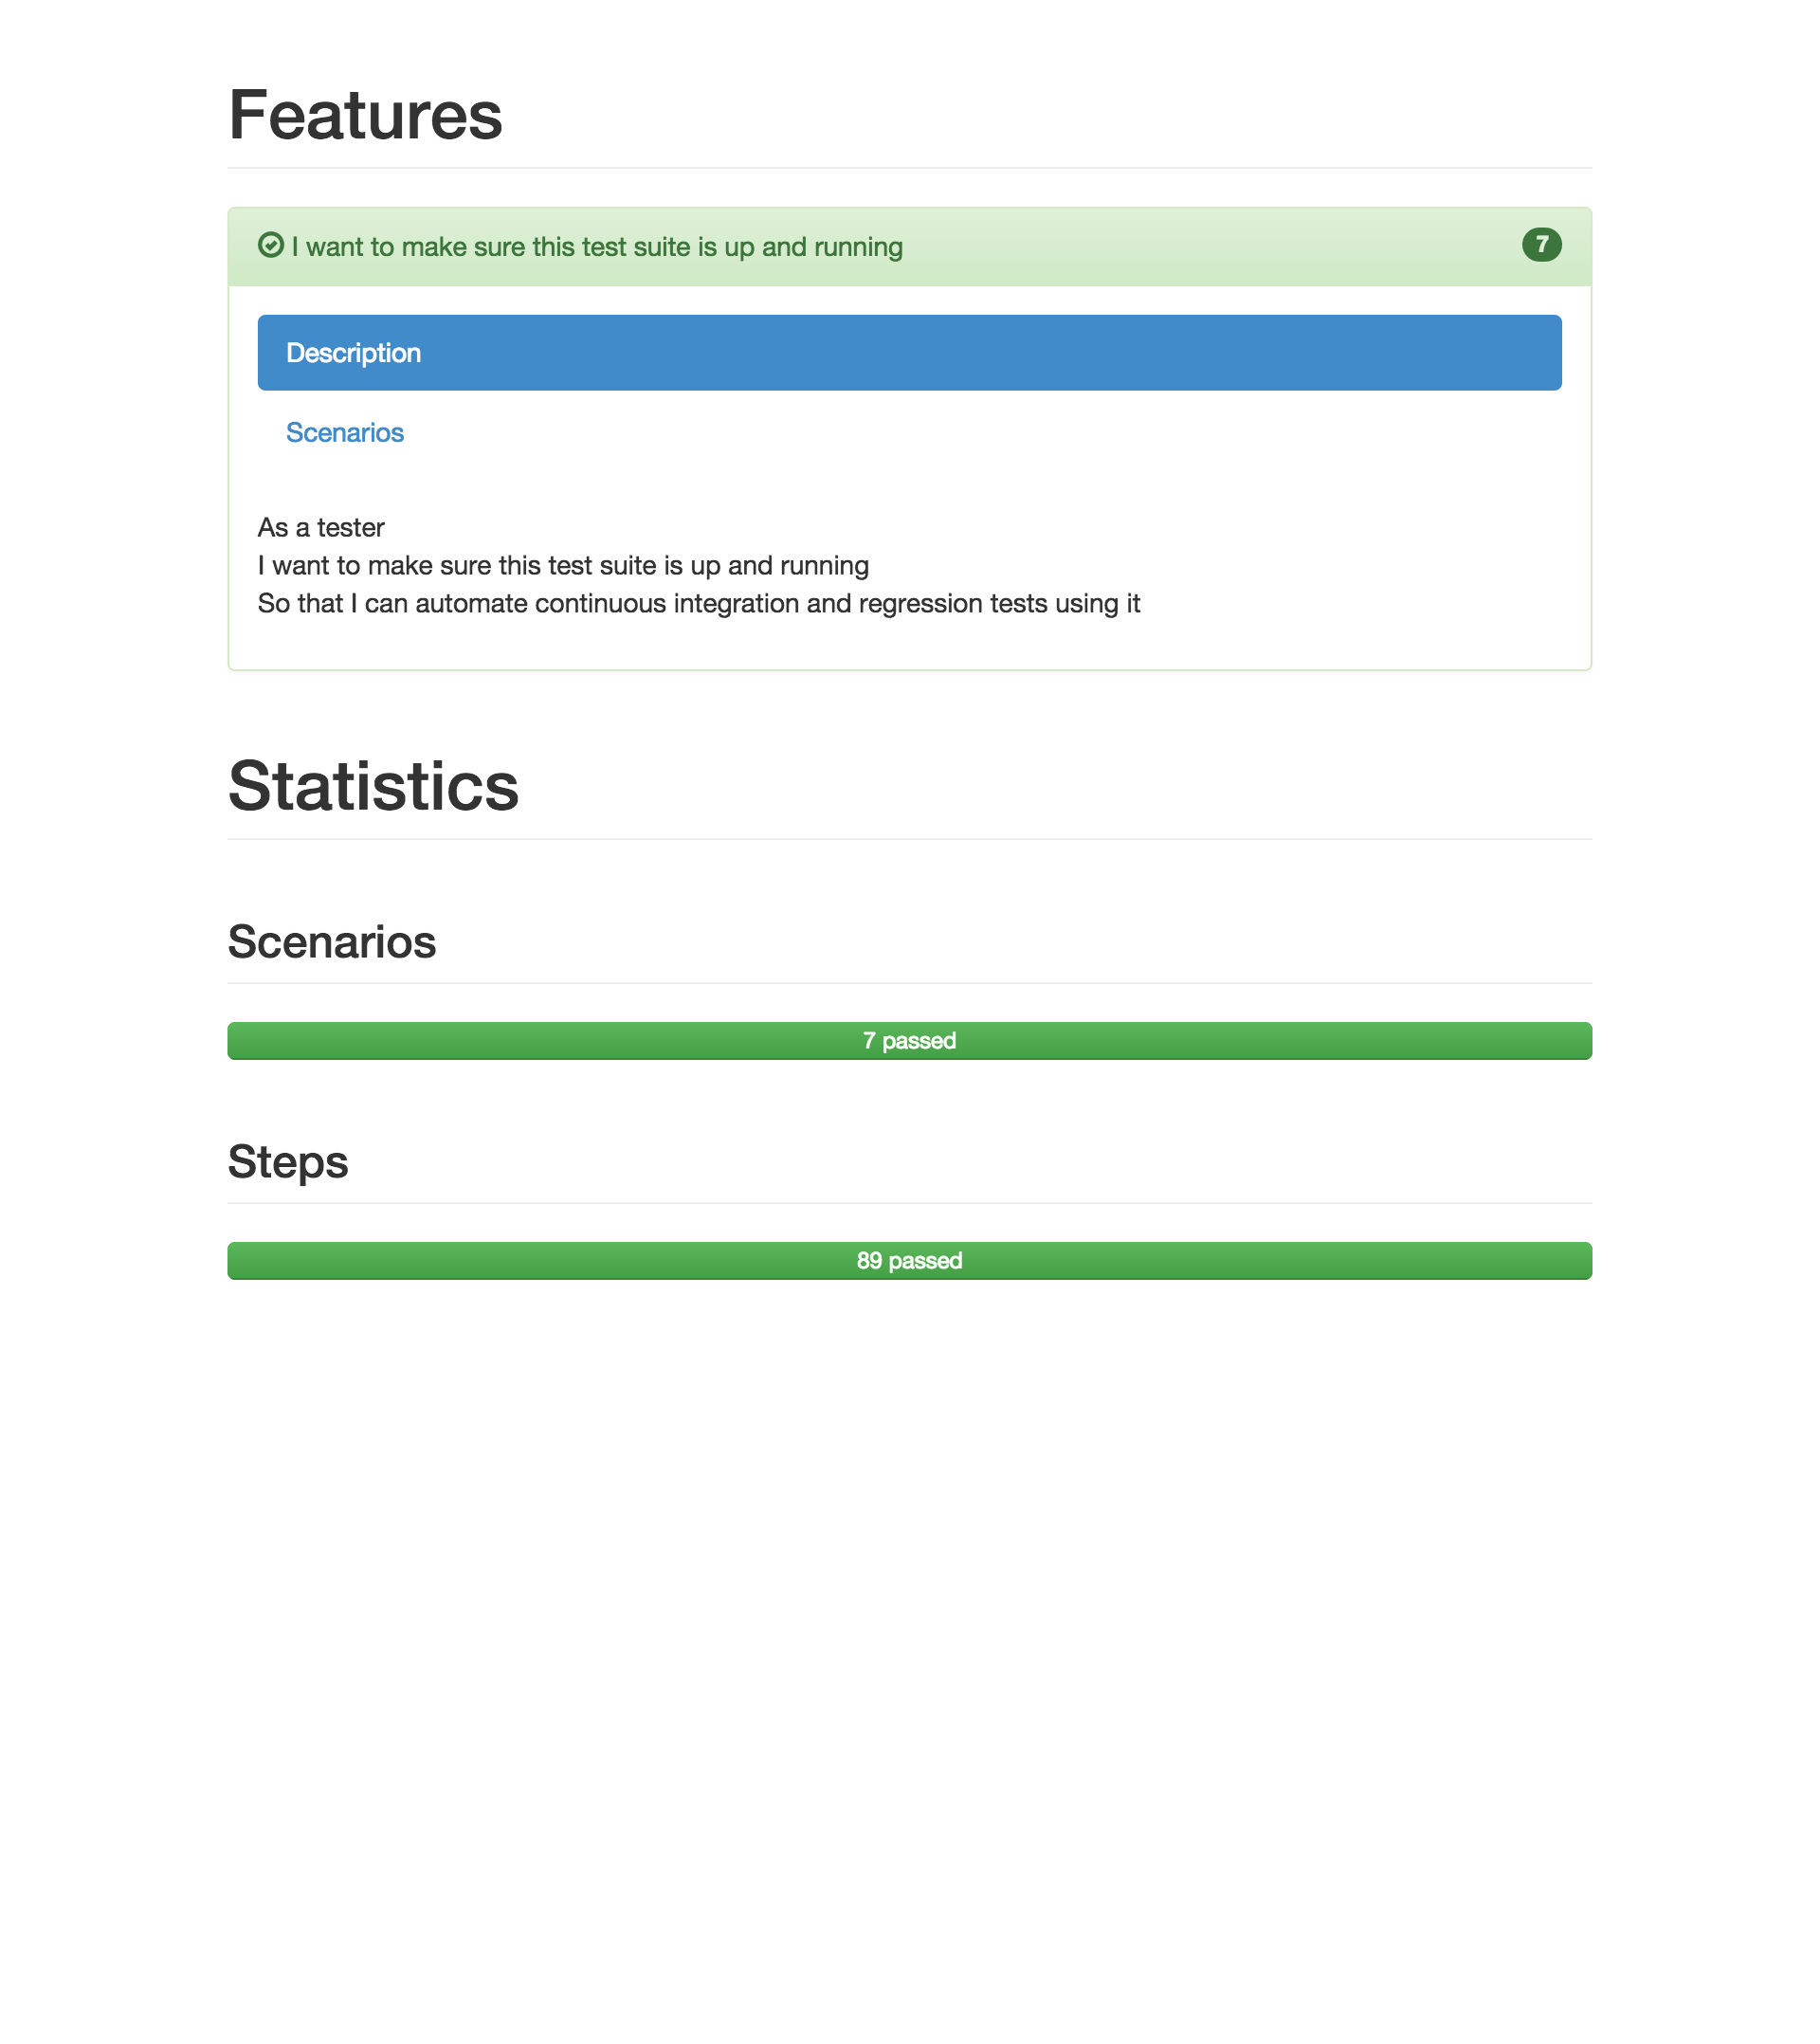 Features
I want to make sure this test suite is up and running 7
Description
Scenarios
As a tester
I want to make sure this test suite is up and running
So that I can automate continuous integration and regression tests using it
Statistics
Scenarios
7 passed
Steps
89 passed